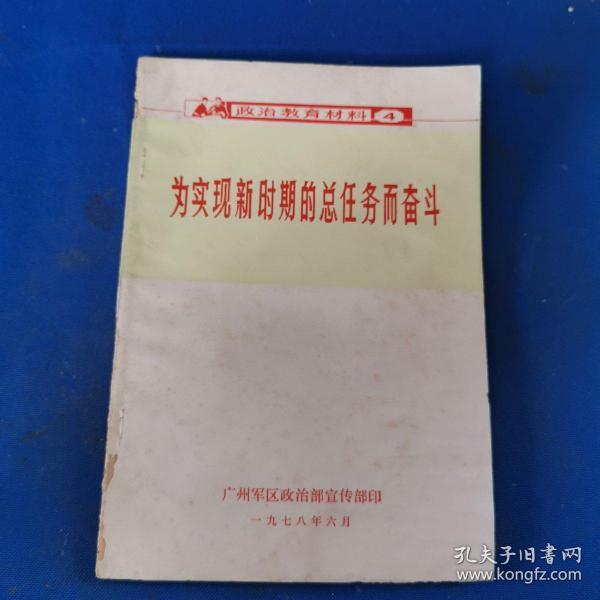 政治教育材料 4
为实现新时期的总任务而奋斗
广州军区政治部宣传部印
一九七八年六月
孔夫子旧书网
www.kongfz.com